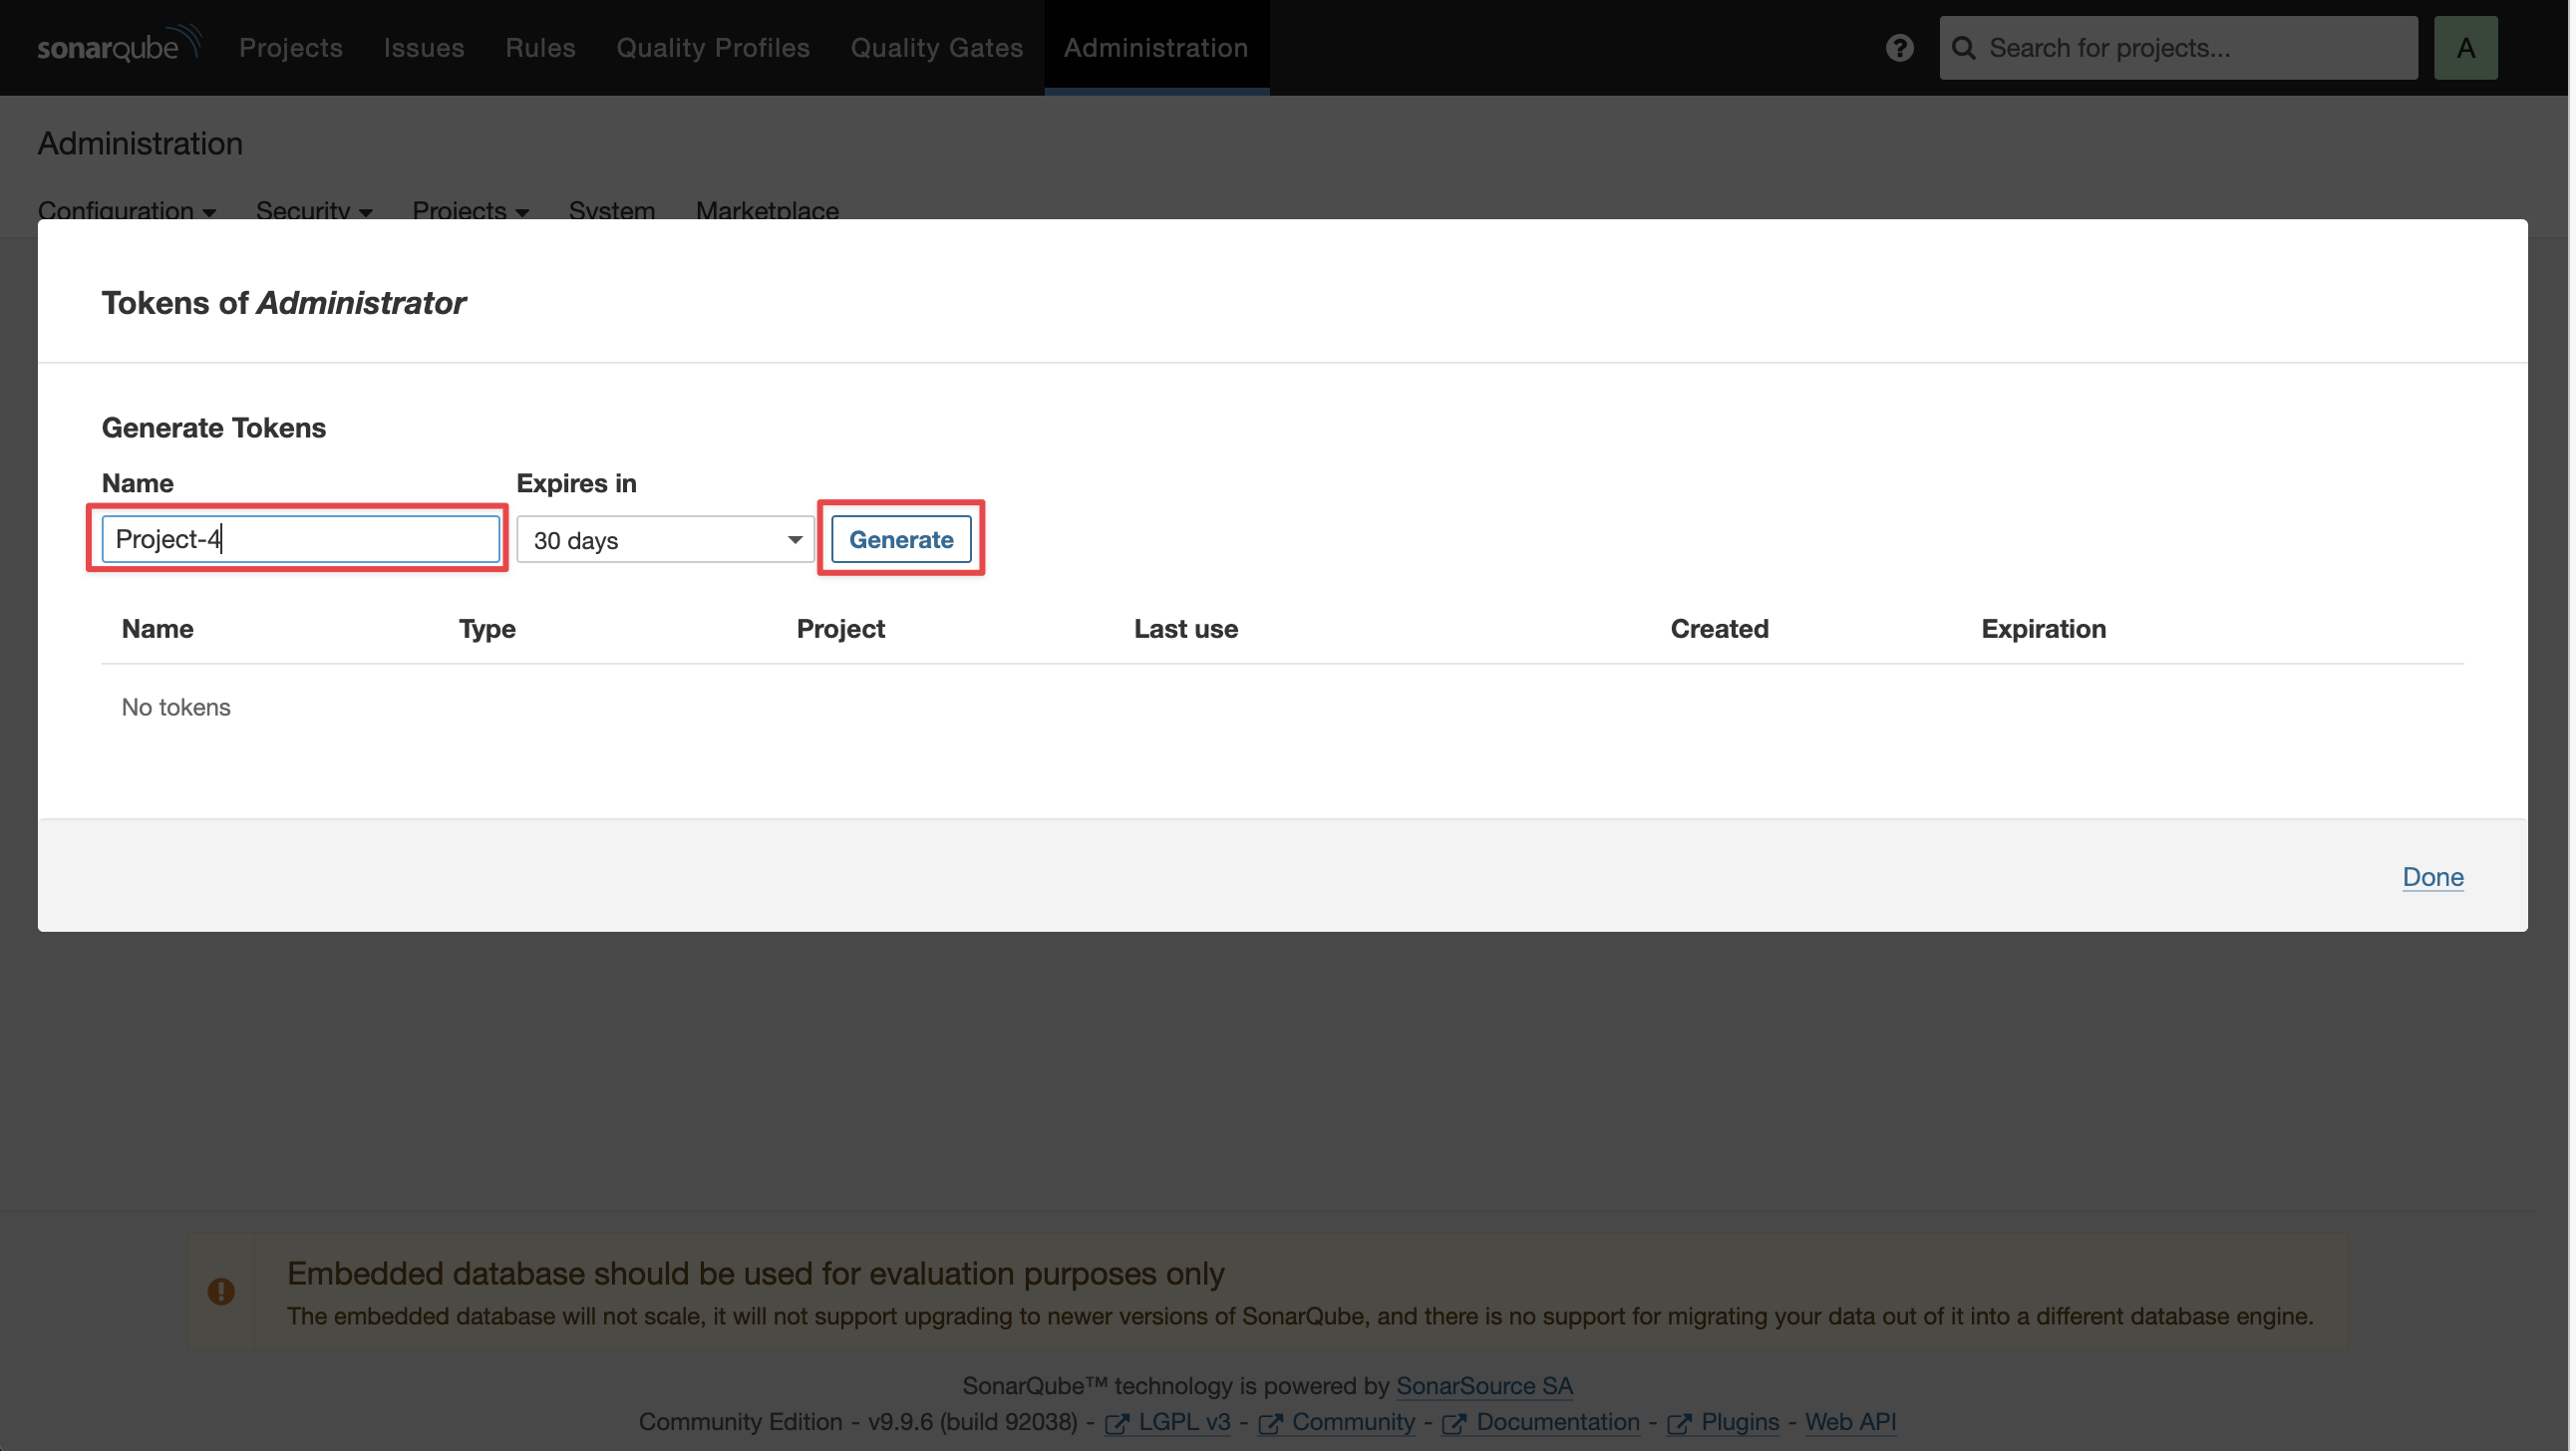 sonarqube Projects Issues Rules Quality Profiles Quality Gates Administration Search for projects... A
Administration
Configuration Security Projects System Marketplace
Tokens of Administrator
Generate Tokens
Name Expires in
Project-4 30 days Generate
Name Type Project Last use Created Expiration
No tokens
Done
Embedded database should be used for evaluation purposes only
The embedded database will not scale, it will not support upgrading to newer versions of SonarQube, and there is no support for migrating your data out of it into a different database engine.
SonarQube™ technology is powered by SonarSource SA
Community Edition - v9.9.6 (build 92038) - LGPL v3 - Community - Documentation - Plugins - Web API